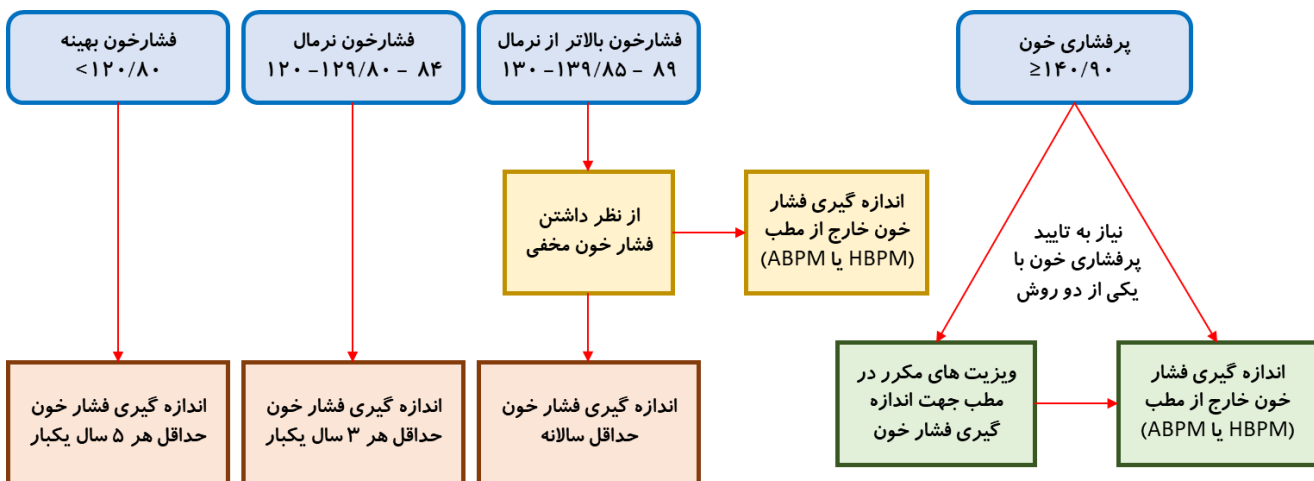 فشارخون بهینه
<۱۲۰/۸۰
فشارخون نرمال
۱۲۰-۱۲۹/۸۰ - ۸۴
فشارخون بالاتر از نرمال
۱۳۰-۱۳۹/۸۵ - ۸۹
پرفشاری خون
≥۱۴۰/۹۰
از نظر داشتن
فشار خون مخفی
اندازه گیری فشار
خون خارج از مطب
(HBPM یا ABPM)
نیاز به تایید
پرفشاری خون با
یکی از دو روش
اندازه گیری فشار خون
حداقل هر ۵ سال یکبار
اندازه گیری فشار خون
حداقل هر ۳ سال یکبار
اندازه گیری فشار خون
حداقل سالانه
ویزیت های مکرر در
مطب جهت اندازه
گیری فشار خون
اندازه گیری فشار
خون خارج از مطب
(HBPM یا ABPM)